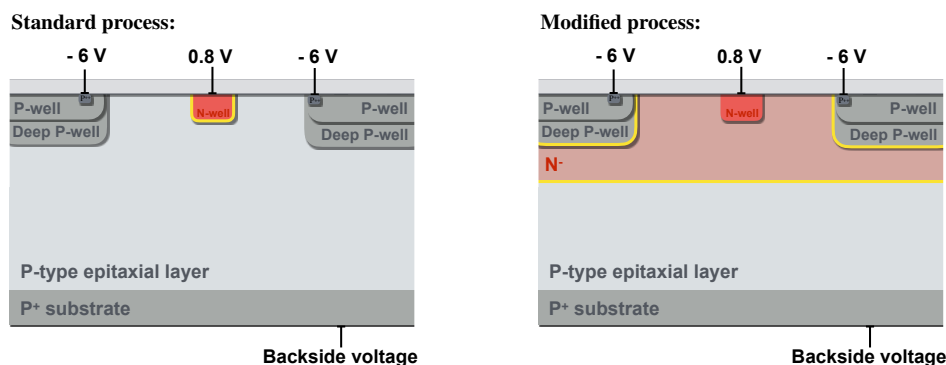 Standard process:
- 6 V 0.8 V - 6 V
P++ P++
P-well N-well P-well
Deep P-well Deep P-well
P-type epitaxial layer
P+ substrate
Backside voltage
Modified process:
- 6 V 0.8 V - 6 V
P++ P++
P-well N-well P-well
Deep P-well Deep P-well
N-
P-type epitaxial layer
P+ substrate
Backside voltage